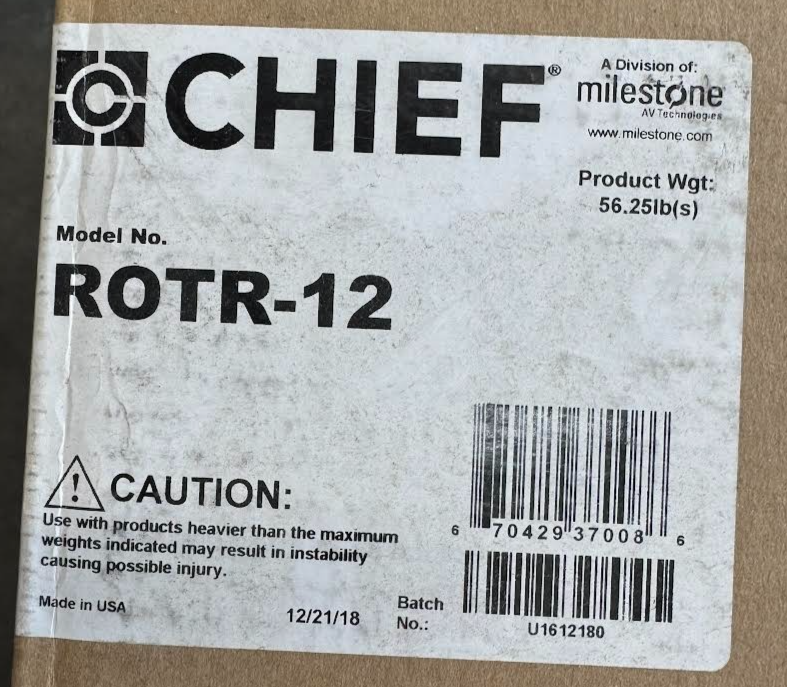 CHIEF®
A Division of:
milestone
AV Technologies
www.milestone.com
Product Wgt:
56.25lb(s)
Model No.
ROTR-12
CAUTION:
Use with products heavier than the maximum
weights indicated may result in instability
causing possible injury.
6 70429 37008 6
Made in USA
12/21/18
Batch
No.:
U1612180